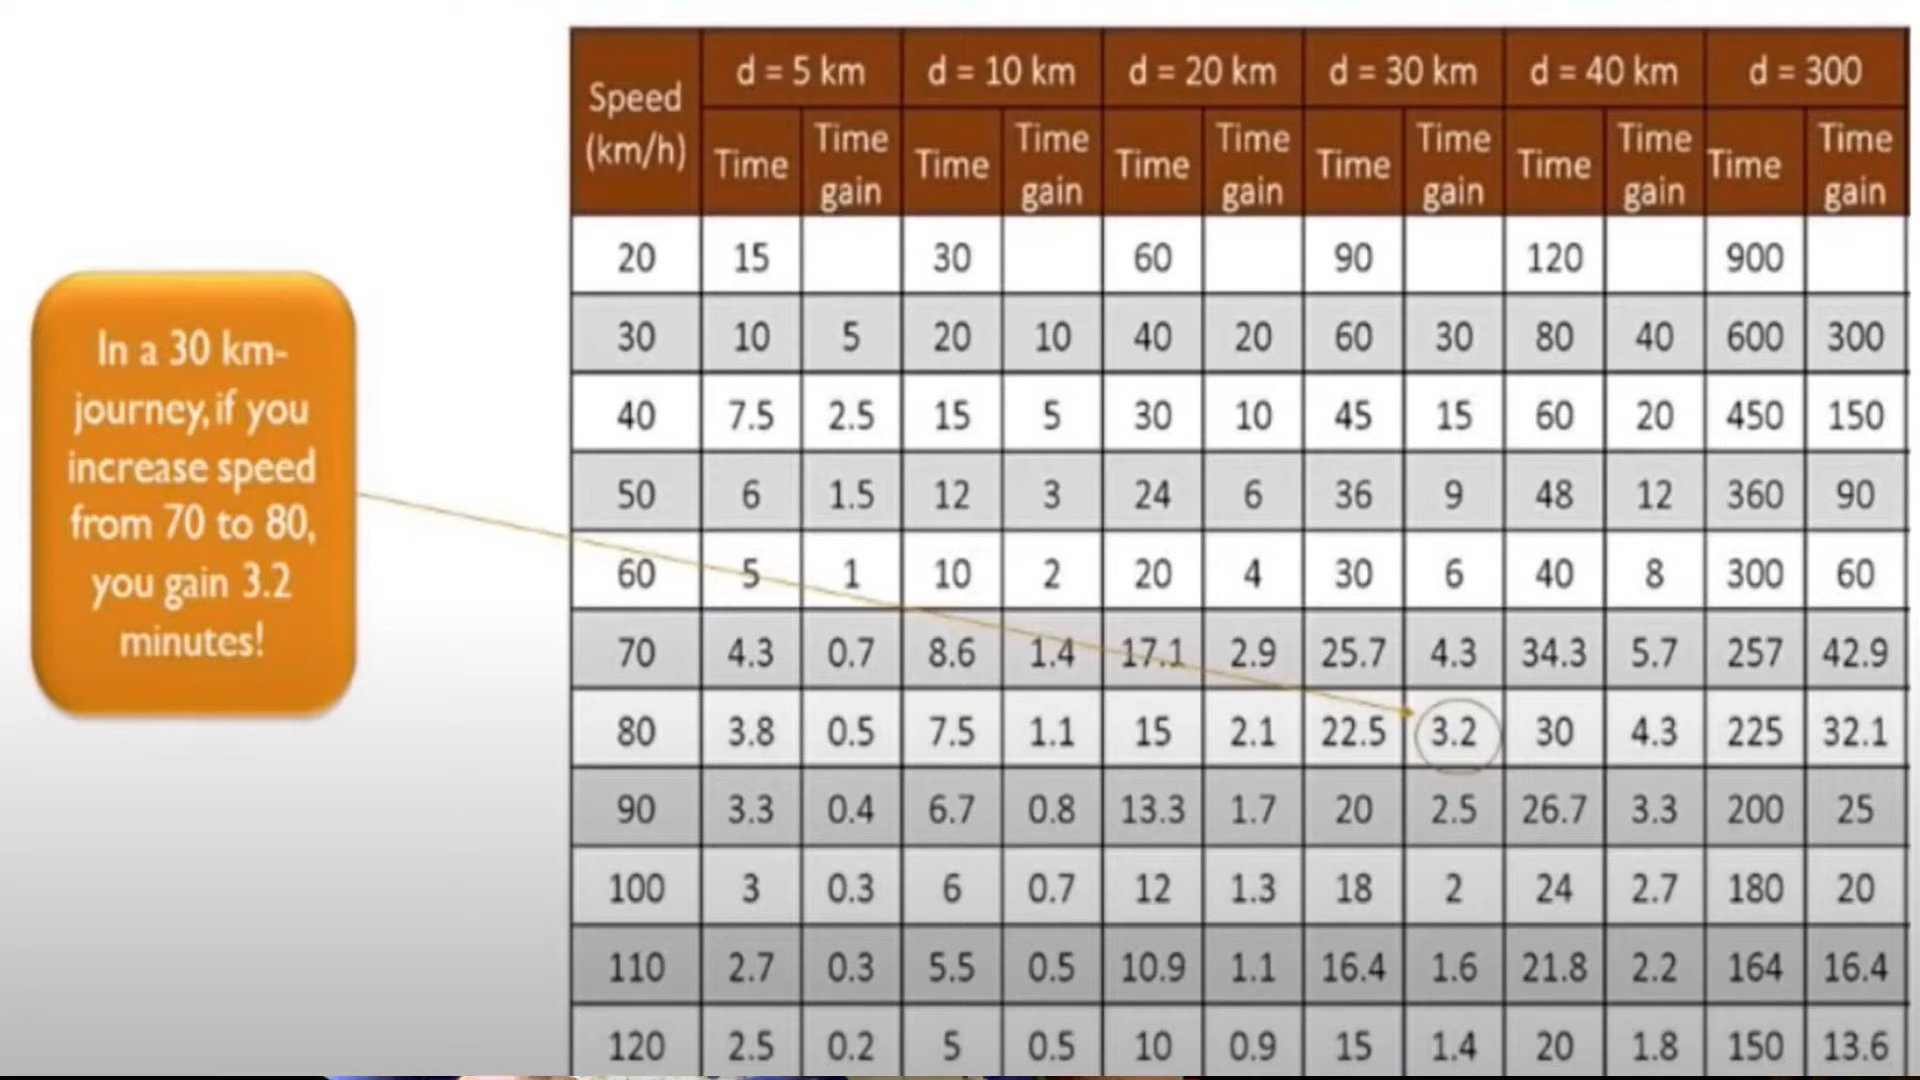 In a 30 km-
journey, if you
increase speed
from 70 to 80,
you gain 3.2
minutes!
Speed (km/h) d = 5 km d = 10 km d = 20 km d = 30 km d = 40 km d = 300
Time Time gain Time Time gain Time Time gain Time Time gain Time Time gain Time Time gain
20 15 30 60 90 120 900
30 10 5 20 10 40 20 60 30 80 40 600 300
40 7.5 2.5 15 5 30 10 45 15 60 20 450 150
50 6 1.5 12 3 24 6 36 9 48 12 360 90
60 5 1 10 2 20 4 30 6 40 8 300 60
70 4.3 0.7 8.6 1.4 17.1 2.9 25.7 4.3 34.3 5.7 257 42.9
80 3.8 0.5 7.5 1.1 15 2.1 22.5 3.2 30 4.3 225 32.1
90 3.3 0.4 6.7 0.8 13.3 1.7 20 2.5 26.7 3.3 200 25
100 3 0.3 6 0.7 12 1.3 18 2 24 2.7 180 20
110 2.7 0.3 5.5 0.5 10.9 1.1 16.4 1.6 21.8 2.2 164 16.4
120 2.5 0.2 5 0.5 10 0.9 15 1.4 20 1.8 150 13.6